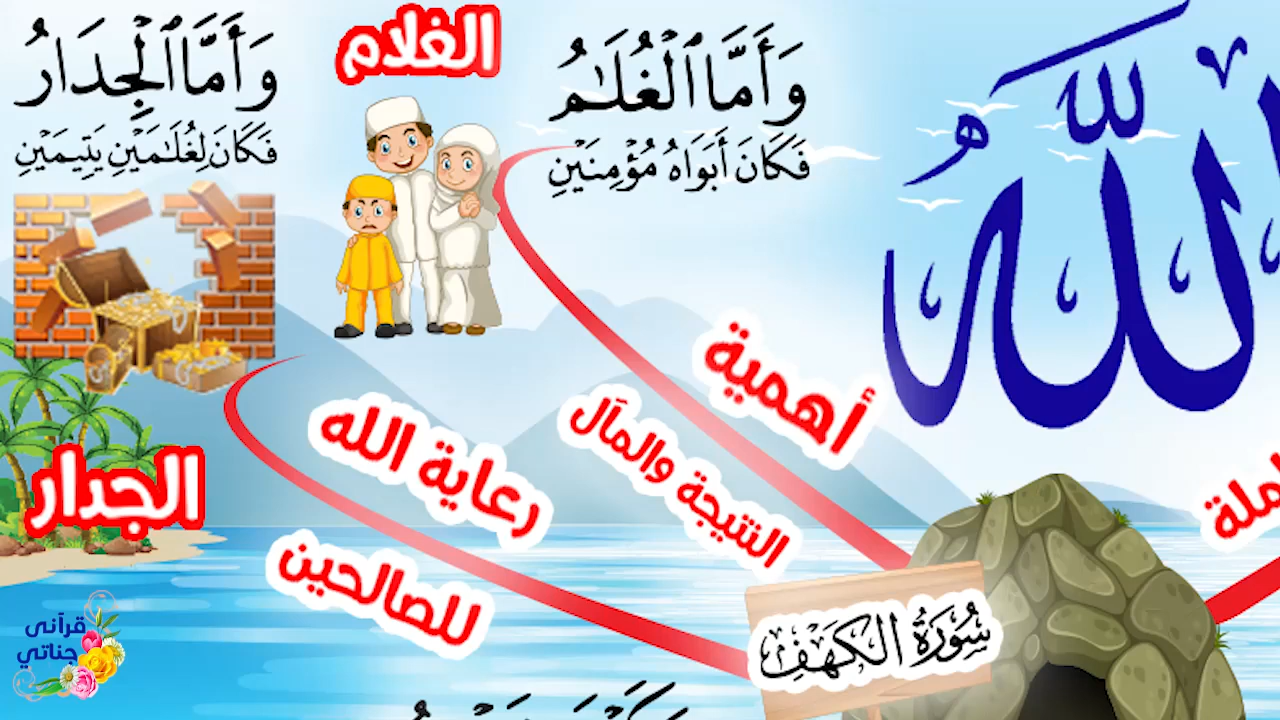 الله
وَأَمَّا ٱلْغُلَـٰمُ
فَكَانَ أَبَوَاهُ مُؤْمِنَيْنِ
الغلام
وَأَمَّا ٱلْجِدَارُ
فَكَانَ لِغُلَـٰمَيْنِ يَتِيمَيْنِ
الجدار
أهمية
النتيجة والمآل
رعاية الله
للصالحين
سُورَةُ الكَهْفِ
قرآنى
جناتي